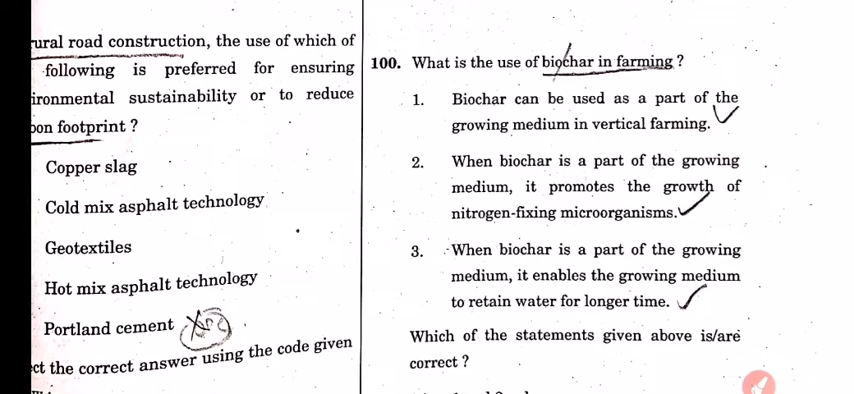 rural road construction, the use of which of
following is preferred for ensuring
ironmental sustainability or to reduce
bon footprint ?
Copper slag
Cold mix asphalt technology
Geotextiles
Hot mix asphalt technology
Portland cement
ct the correct answer using the code given
100. What is the use of biochar in farming ?
1. Biochar can be used as a part of the
growing medium in vertical farming.
2. When biochar is a part of the growing
medium, it promotes the growth of
nitrogen-fixing microorganisms.
3. When biochar is a part of the growing
medium, it enables the growing medium
to retain water for longer time.
Which of the statements given above is/are
correct ?